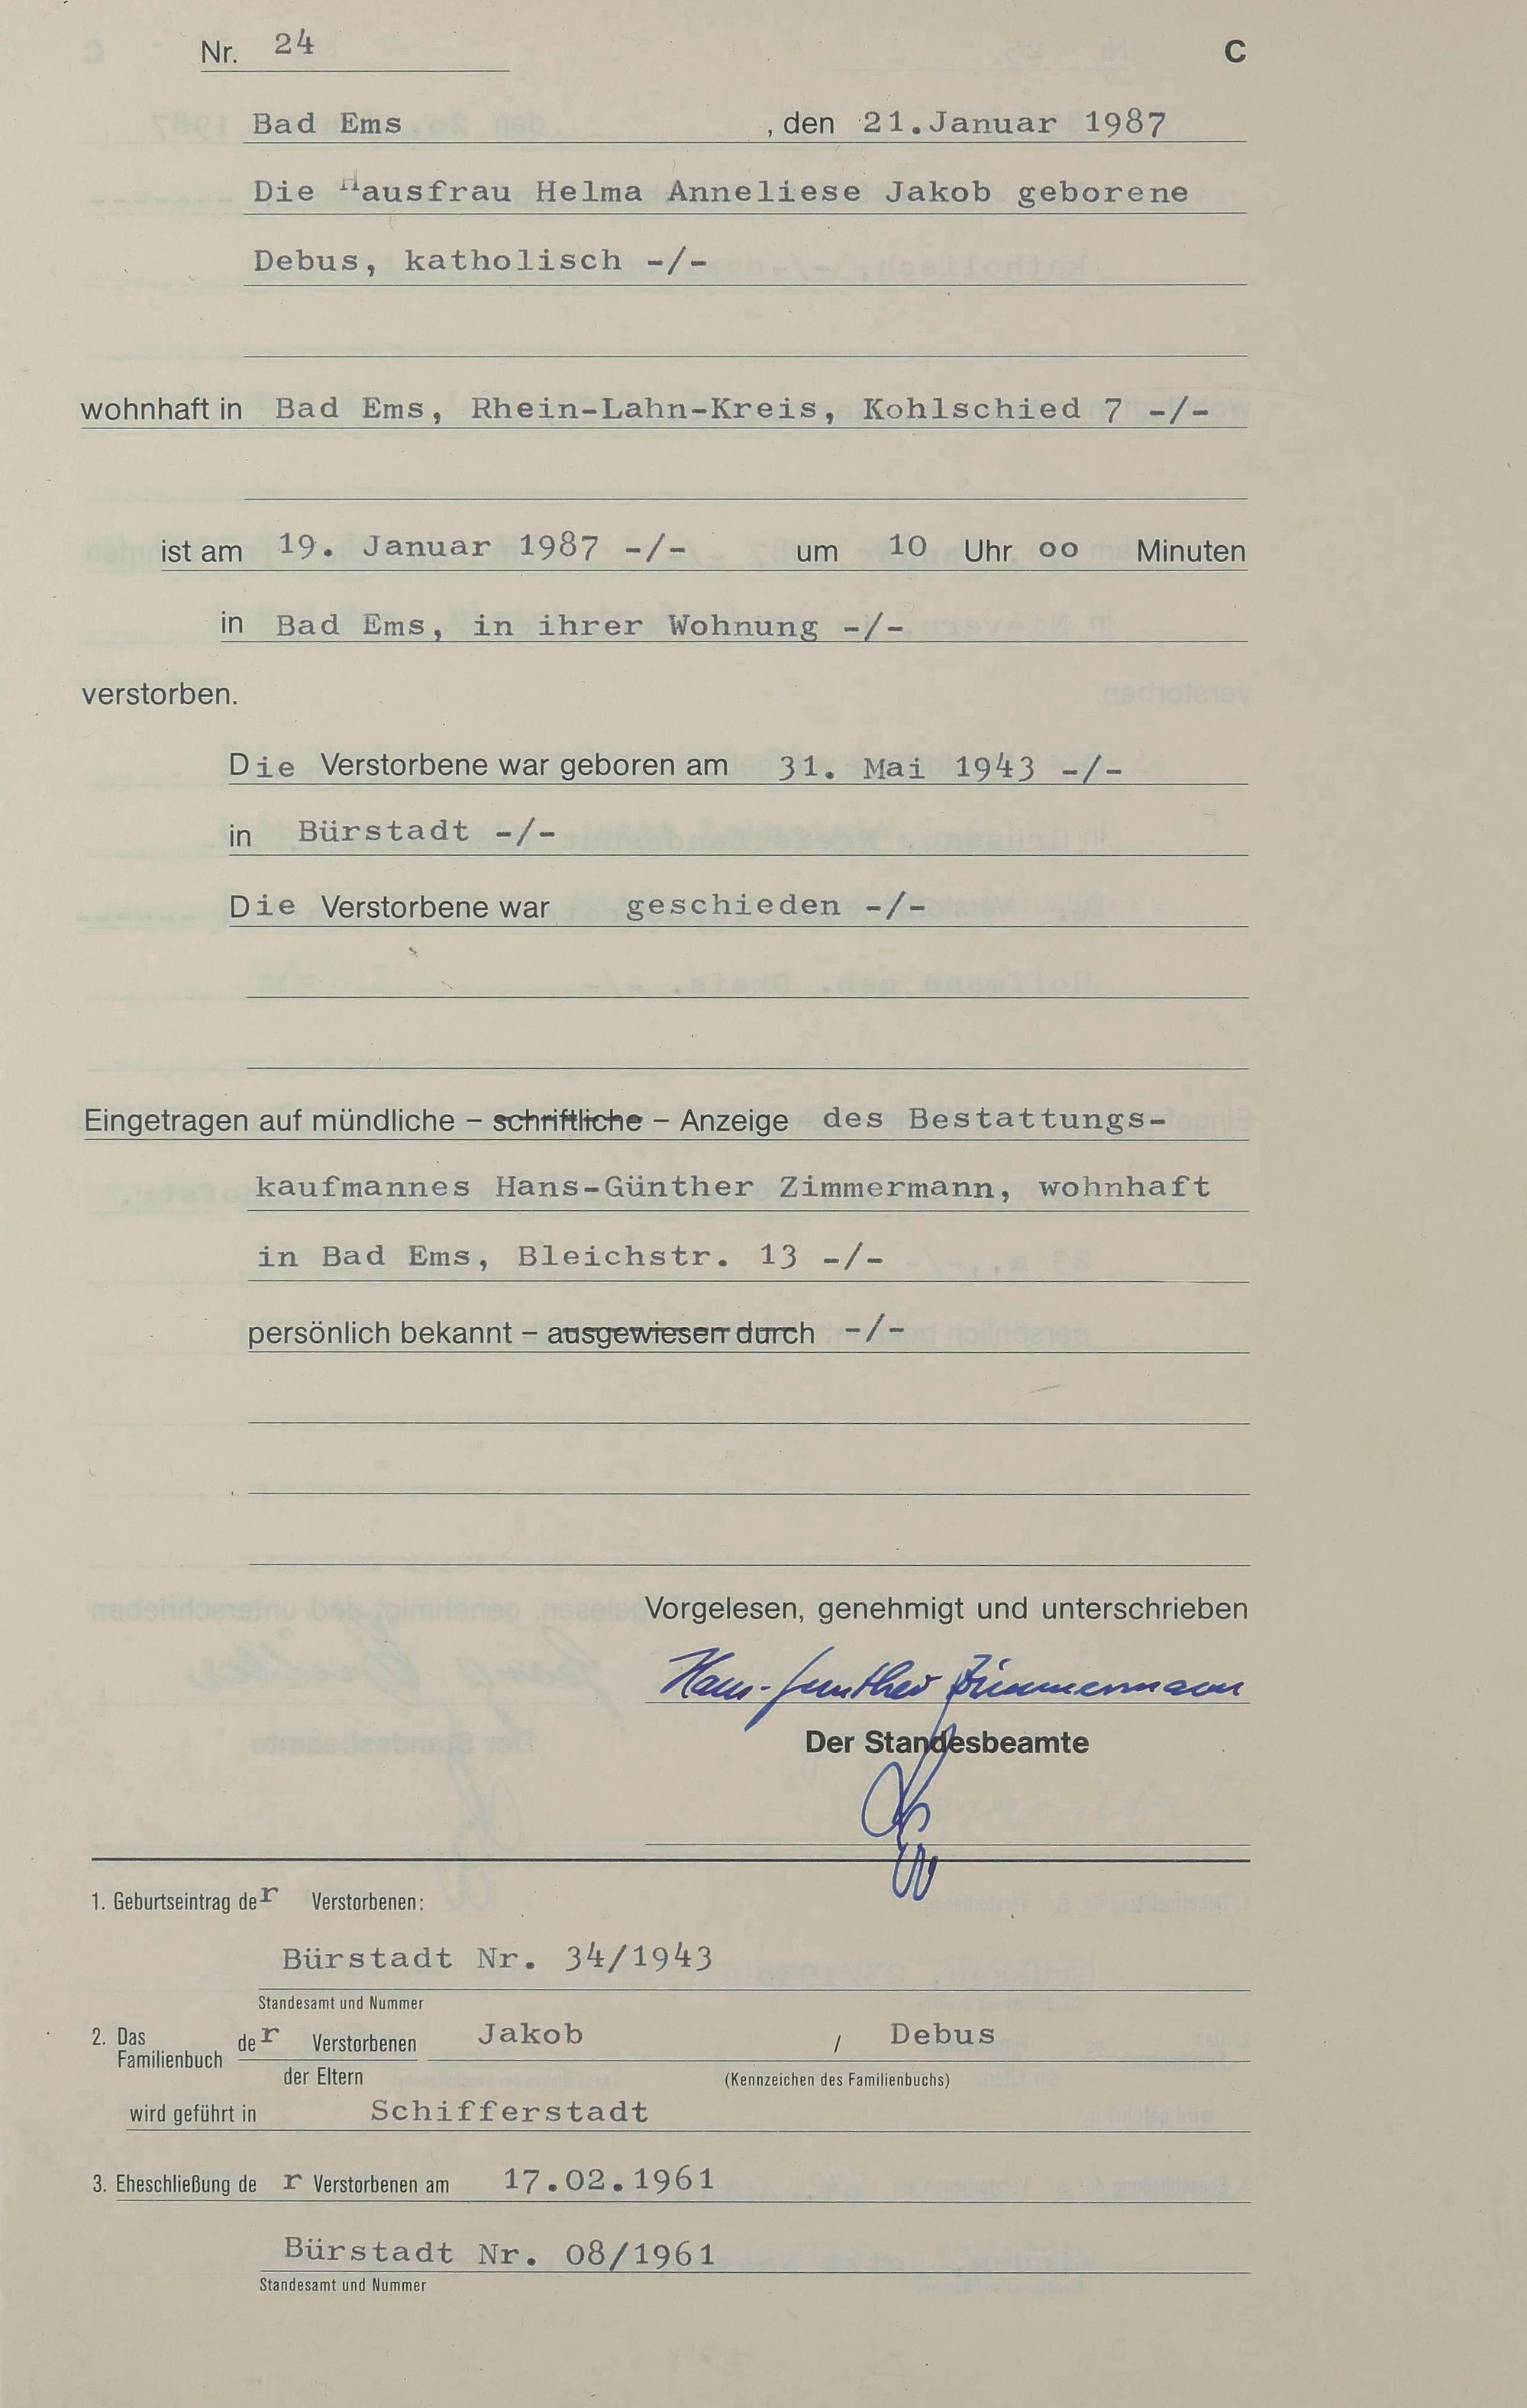 Nr. 24 C
Bad Ems , den 21.Januar 1987
Die Hausfrau Helma Anneliese Jakob geborene
Debus, katholisch -/-
wohnhaft in Bad Ems, Rhein-Lahn-Kreis, Kohlschied 7 -/-
ist am 19. Januar 1987 -/- um 10 Uhr oo Minuten
in Bad Ems, in ihrer Wohnung -/-
verstorben.
Die Verstorbene war geboren am 31. Mai 1943 -/-
in Bürstadt -/-
Die Verstorbene war geschieden -/-
Eingetragen auf mündliche – schriftliche – Anzeige des Bestattungs-
kaufmannes Hans-Günther Zimmermann, wohnhaft
in Bad Ems, Bleichstr. 13 -/-
persönlich bekannt – ausgewiesen durch -/-
Vorgelesen, genehmigt und unterschrieben
Hans-Günther Zimmermann
Der Standesbeamte
1. Geburtseintrag der Verstorbenen:
Bürstadt Nr. 34/1943
Standesamt und Nummer
2. Das Familienbuch der Verstorbenen Jakob / Debus
der Eltern (Kennzeichen des Familienbuchs)
wird geführt in Schifferstadt
3. Eheschließung de r Verstorbenen am 17.02.1961
Bürstadt Nr. 08/1961
Standesamt und Nummer